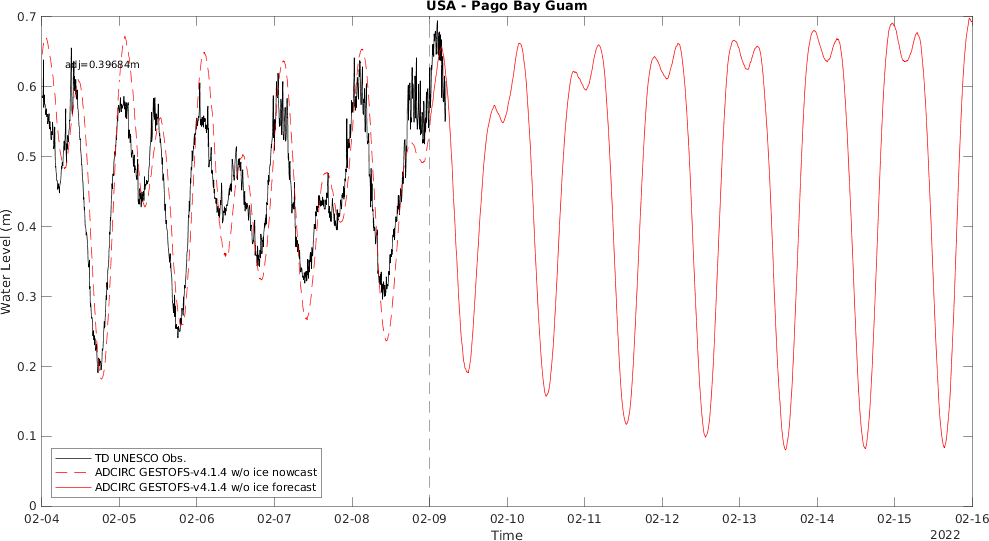 USA - Pago Bay Guam
0.7
adj=0.39684m
0.6
0.5
0.4
0.3
0.2
0.1
0
Water Level (m)
TD UNESCO Obs.
ADCIRC GESTOFS-v4.1.4 w/o ice nowcast
ADCIRC GESTOFS-v4.1.4 w/o ice forecast
02-04 02-05 02-06 02-07 02-08 02-09 02-10 02-11 02-12 02-13 02-14 02-15 02-16
Time
2022